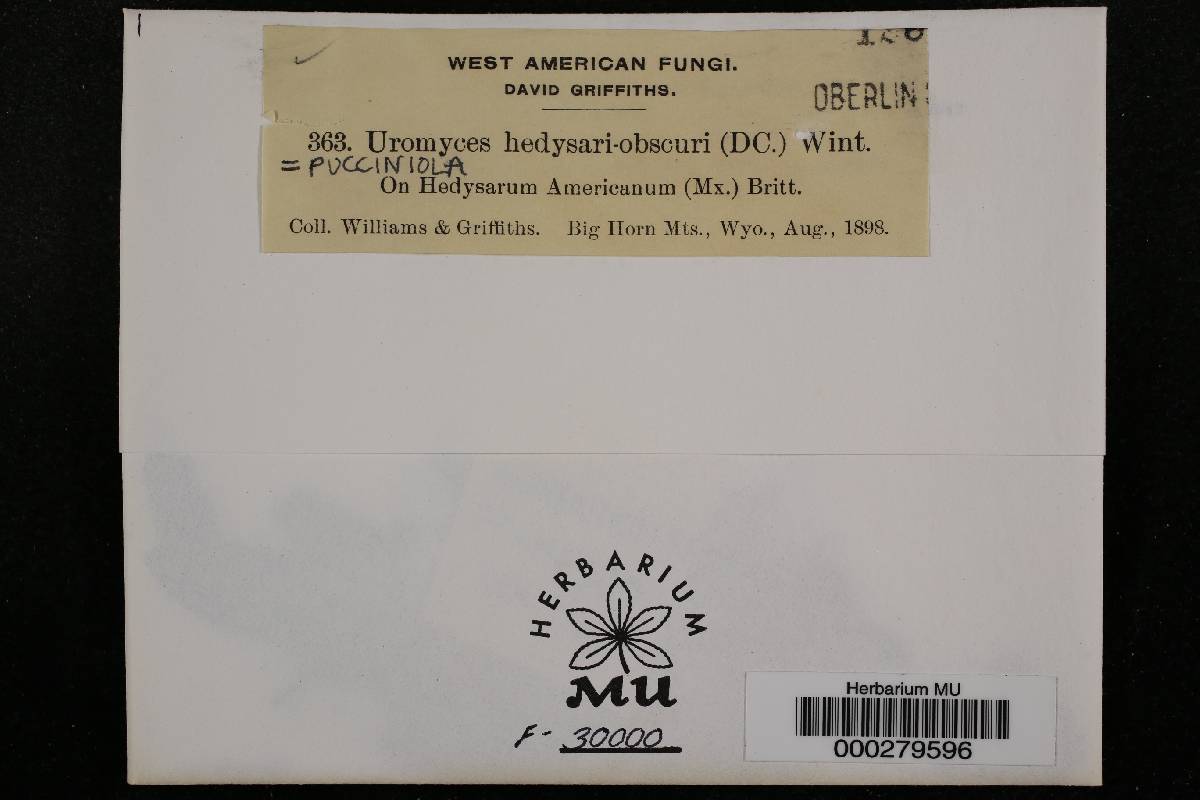 WEST AMERICAN FUNGI.
DAVID GRIFFITHS.
OBERLIN
363. Uromyces hedysari-obscuri (DC.) Wint.
= PUCCINIOLA
On Hedysarum Americanum (Mx.) Britt.
Coll. Williams & Griffiths. Big Horn Mts., Wyo., Aug., 1898.
HERBARIUM
MU
F- 30000
Herbarium MU
000279596